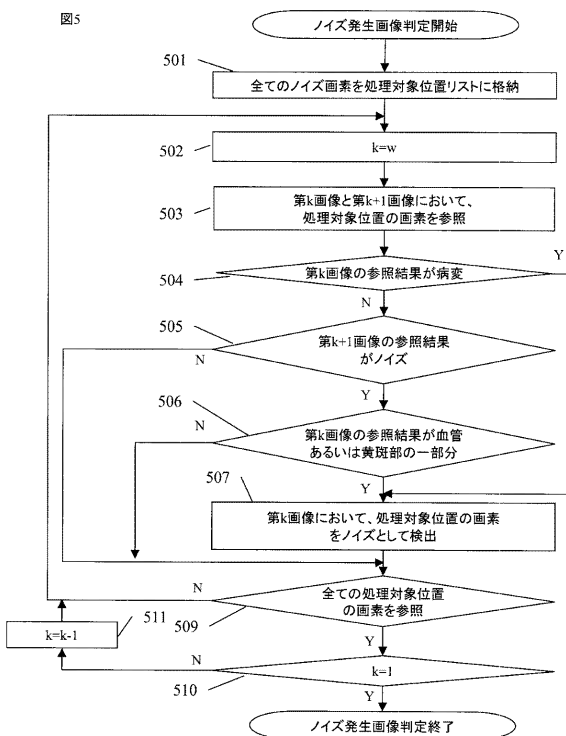 図5
ノイズ発生画像判定開始
501
全てのノイズ画素を処理対象位置リストに格納
502
k=w
503
第k画像と第k+1画像において、
処理対象位置の画素を参照
504
第k画像の参照結果が病変
Y
N
505
第k+1画像の参照結果
がノイズ
N
Y
506
第k画像の参照結果が血管
あるいは黄斑部の一部分
N
Y
507
第k画像において、処理対象位置の画素
をノイズとして検出
全ての処理対象位置
の画素を参照
N
509
Y
k=k-1
511
k=1
N
510
Y
ノイズ発生画像判定終了